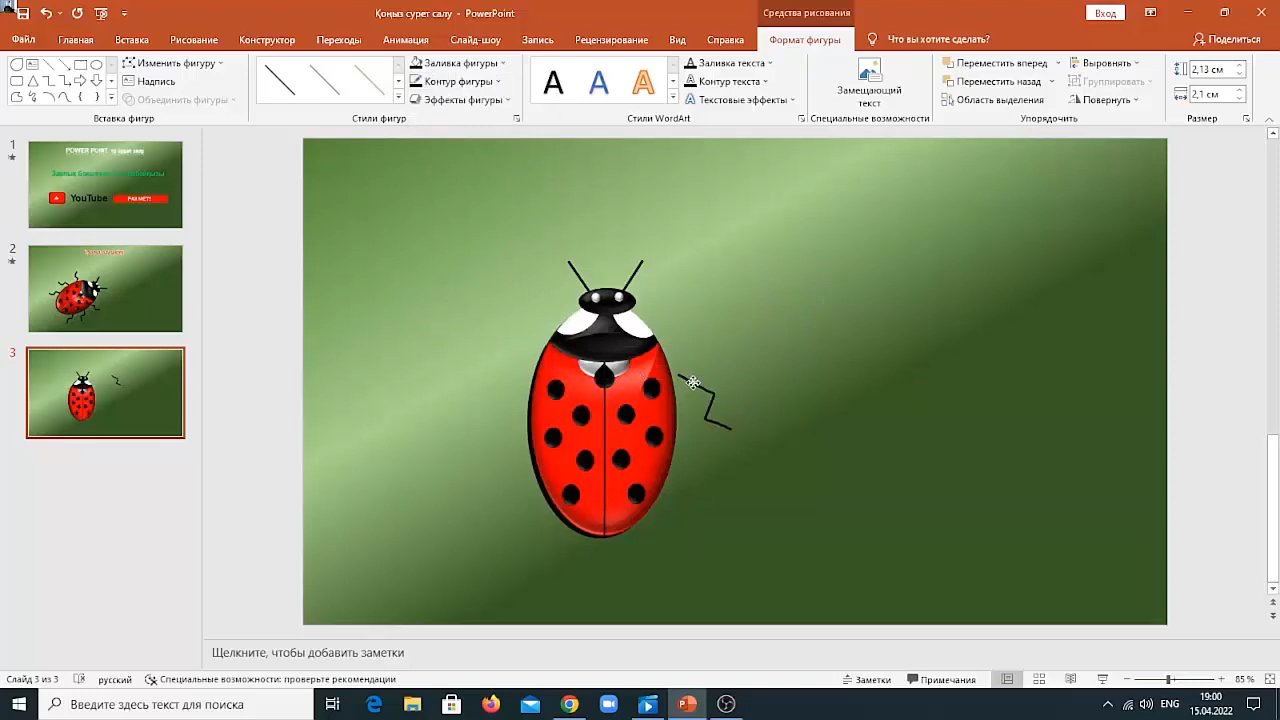 Қоңыз сурет салу - PowerPoint
Средства рисования
Вход
Файл Главная Вставка Рисование Конструктор Переходы Анимация Слайд-шоу Запись Рецензирование Вид Справка Формат фигуры Что вы хотите сделать? Поделиться
Изменить фигуру
Надпись
Объединить фигуры
Вставка фигур
Заливка фигуры
Контур фигуры
Эффекты фигуры
Стили фигур
A A A
Заливка текста
Контур текста
Текстовые эффекты
Стили WordArt
Замещающий
текст
Специальные возможности
Переместить вперед
Переместить назад
Область выделения
Выровнять
Группировать
Повернуть
Упорядочить
2,13 см
2,1 см
Размер
1
POWER POINT
YouTube
2
3
Щелкните, чтобы добавить заметки
Слайд 3 из 3 русский Специальные возможности: проверьте рекомендации Заметки Примечания 85 %
Введите здесь текст для поиска
ENG
19:00
15.04.2022